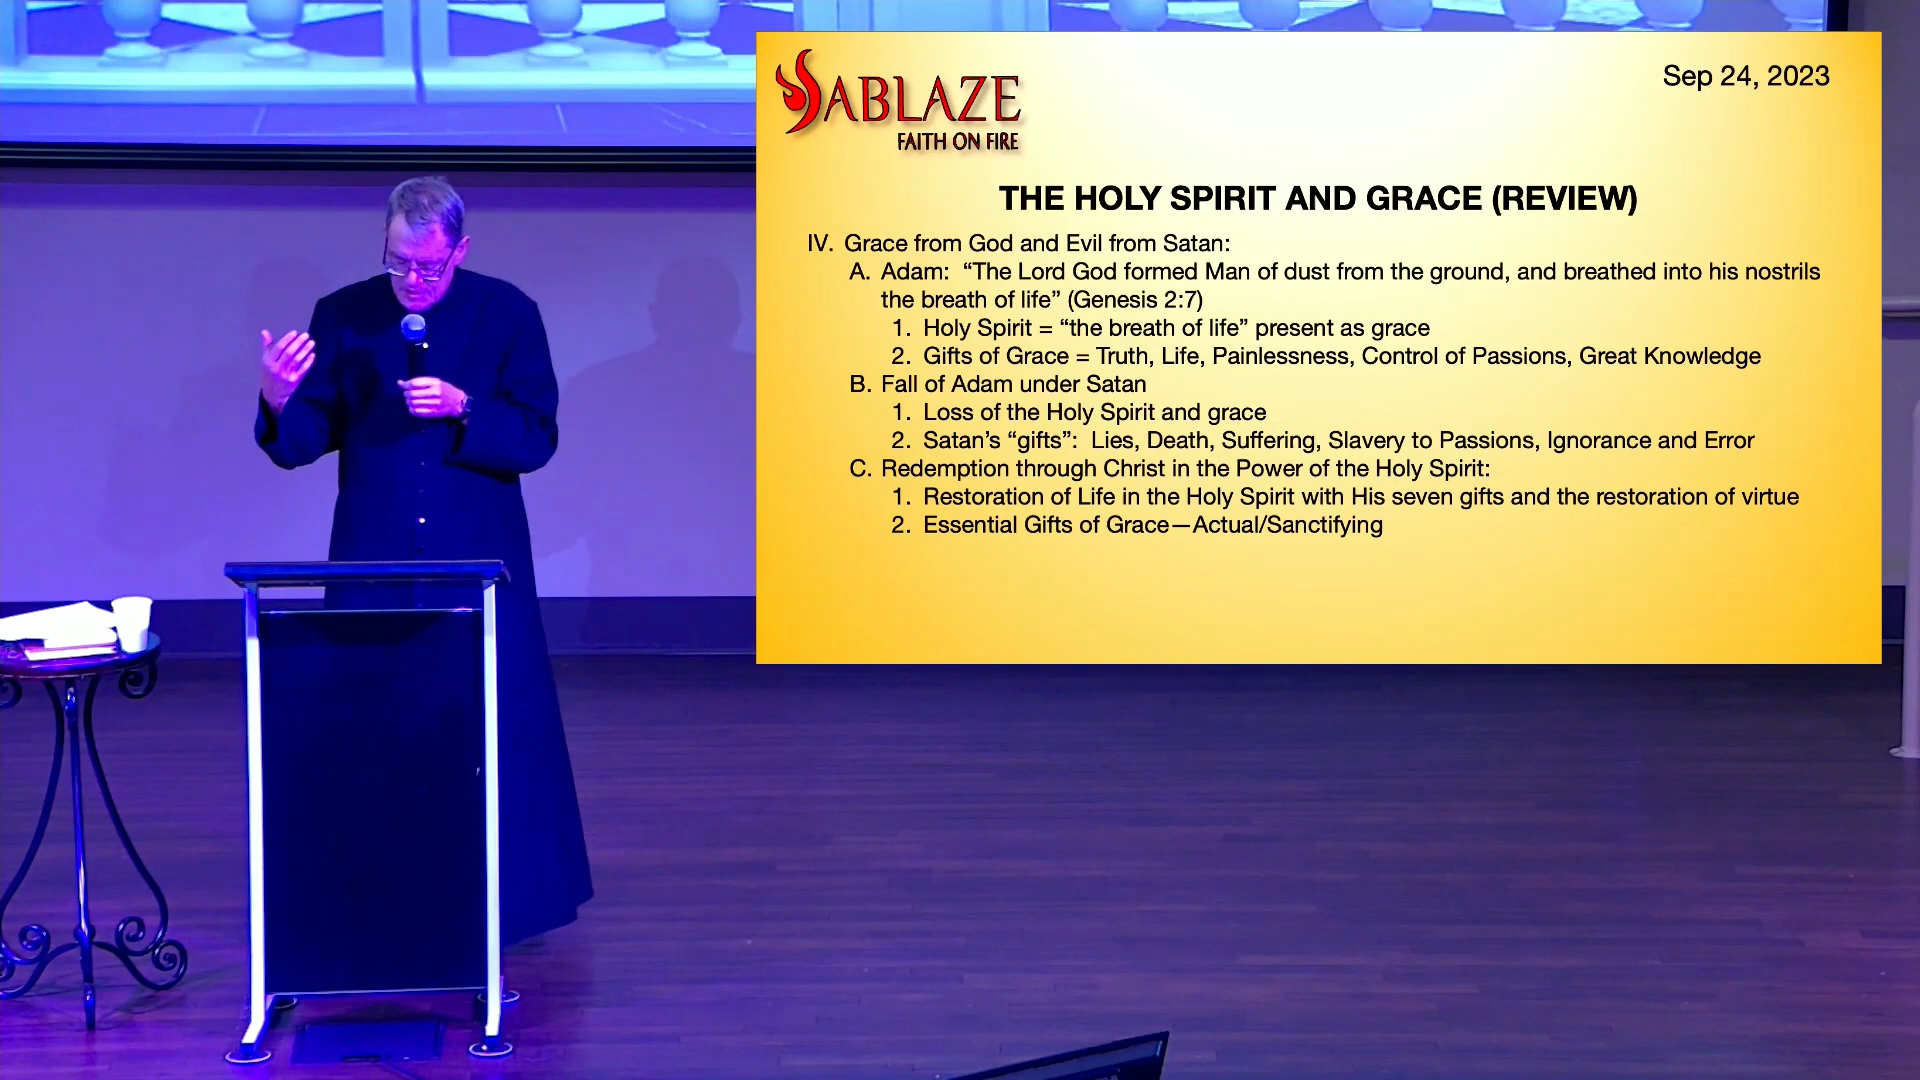 ABLAZE
FAITH ON FIRE
Sep 24, 2023
THE HOLY SPIRIT AND GRACE (REVIEW)
IV. Grace from God and Evil from Satan:
A. Adam: “The Lord God formed Man of dust from the ground, and breathed into his nostrils
the breath of life” (Genesis 2:7)
1. Holy Spirit = “the breath of life” present as grace
2. Gifts of Grace = Truth, Life, Painlessness, Control of Passions, Great Knowledge
B. Fall of Adam under Satan
1. Loss of the Holy Spirit and grace
2. Satan’s “gifts”: Lies, Death, Suffering, Slavery to Passions, Ignorance and Error
C. Redemption through Christ in the Power of the Holy Spirit:
1. Restoration of Life in the Holy Spirit with His seven gifts and the restoration of virtue
2. Essential Gifts of Grace—Actual/Sanctifying